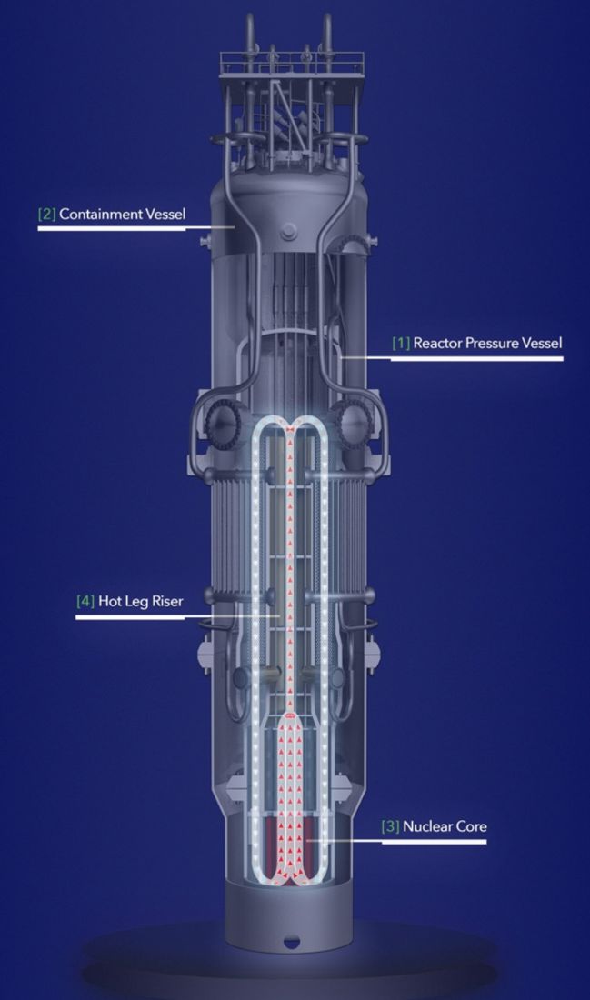 [2] Containment Vessel
[1] Reactor Pressure Vessel
[4] Hot Leg Riser
[3] Nuclear Core